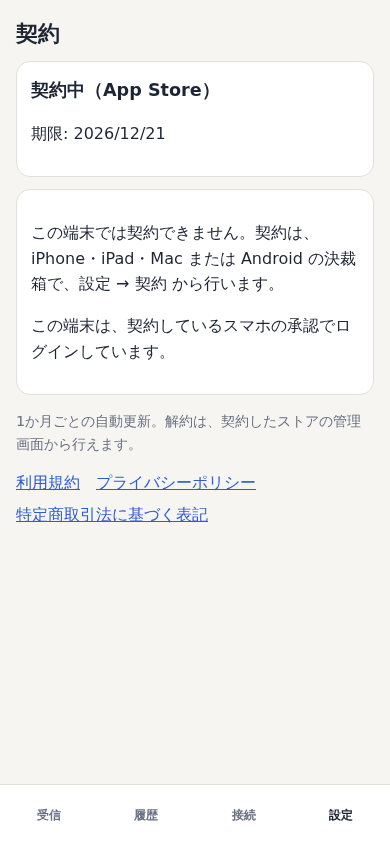 契約
契約中（App Store）
期限: 2026/12/21
この端末では契約できません。契約は、
iPhone・iPad・Mac または Android の決裁
箱で、設定 → 契約 から行います。
この端末は、契約しているスマホの承認でロ
グインしています。
1か月ごとの自動更新。解約は、契約したストアの管理
画面から行えます。
利用規約 プライバシーポリシー
特定商取引法に基づく表記
受信 履歴 接続 設定